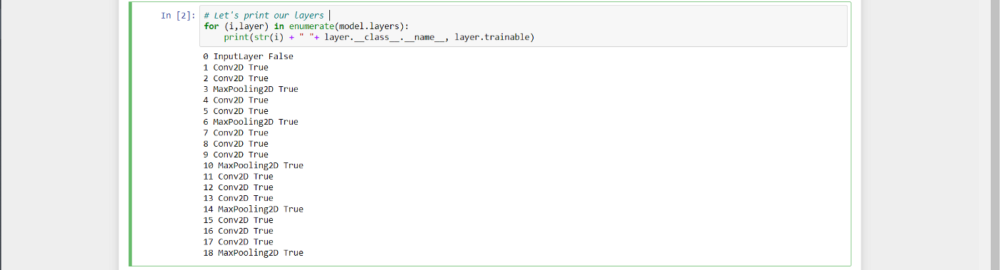 In [2]: # Let's print our layers
for (i,layer) in enumerate(model.layers):
    print(str(i) + " "+ layer.__class__.__name__, layer.trainable)
0 InputLayer False
1 Conv2D True
2 Conv2D True
3 MaxPooling2D True
4 Conv2D True
5 Conv2D True
6 MaxPooling2D True
7 Conv2D True
8 Conv2D True
9 Conv2D True
10 MaxPooling2D True
11 Conv2D True
12 Conv2D True
13 Conv2D True
14 MaxPooling2D True
15 Conv2D True
16 Conv2D True
17 Conv2D True
18 MaxPooling2D True